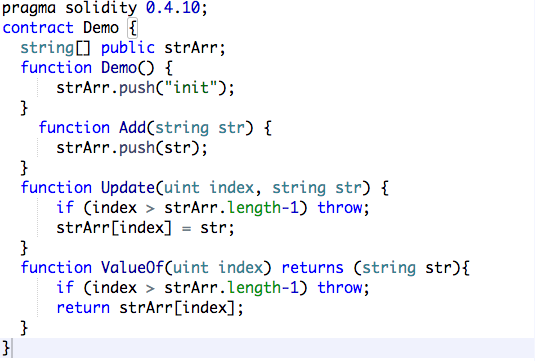 pragma solidity 0.4.10;
contract Demo {
string[] public strArr;
function Demo() {
strArr.push("init");
}
function Add(string str) {
strArr.push(str);
}
function Update(uint index, string str) {
if (index > strArr.length-1) throw;
strArr[index] = str;
}
function ValueOf(uint index) returns (string str){
if (index > strArr.length-1) throw;
return strArr[index];
}
}